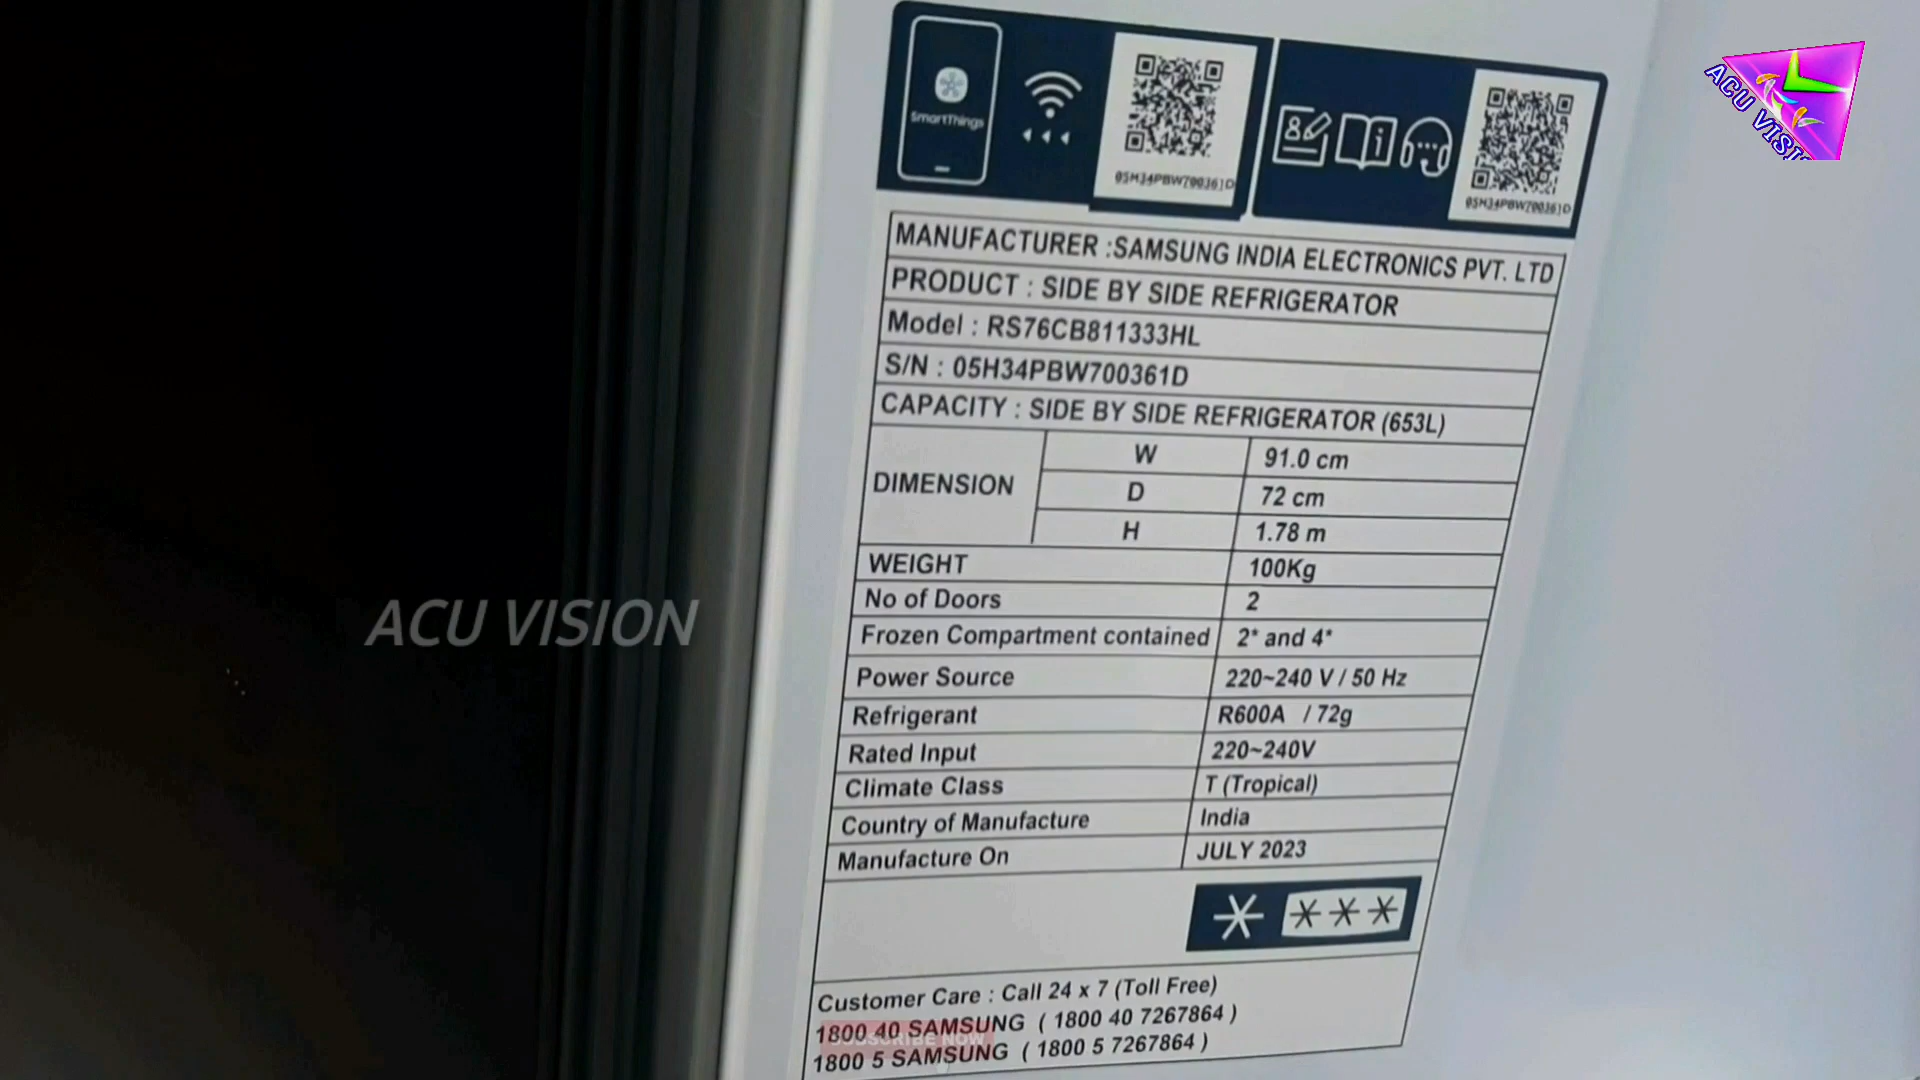 SmartThings
05H34PBW700361D
05H34PBW700361D
ACU VISI
MANUFACTURER :SAMSUNG INDIA ELECTRONICS PVT. LTD
PRODUCT : SIDE BY SIDE REFRIGERATOR
Model : RS76CB811333HL
S/N : 05H34PBW700361D
CAPACITY : SIDE BY SIDE REFRIGERATOR (653L)
DIMENSION
W 91.0 cm
D 72 cm
H 1.78 m
WEIGHT 100Kg
No of Doors 2
Frozen Compartment contained 2* and 4*
Power Source 220~240 V / 50 Hz
Refrigerant R600A / 72g
Rated Input 220~240V
Climate Class T (Tropical)
Country of Manufacture India
Manufacture On JULY 2023
Customer Care : Call 24 x 7 (Toll Free)
1800 40 SAMSUNG ( 1800 40 7267864 )
SUBSCRIBE NOW
1800 5 SAMSUNG ( 1800 5 7267864 )
ACU VISION